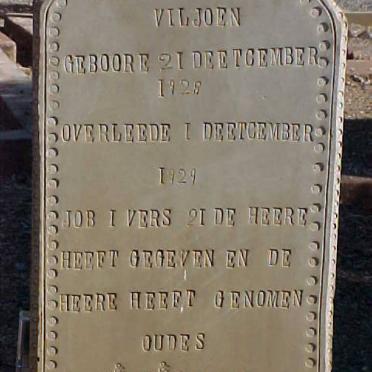 VILJOEN
GEBOORE 21 DEETCEMBER
OVERLEEDE 1 DEETCEMBER
1929
JOB 1 VERS 21 DE HEERE
HEEFT GEGEVEN EN DE
HEERE HEEFT GENOMEN
OUDES